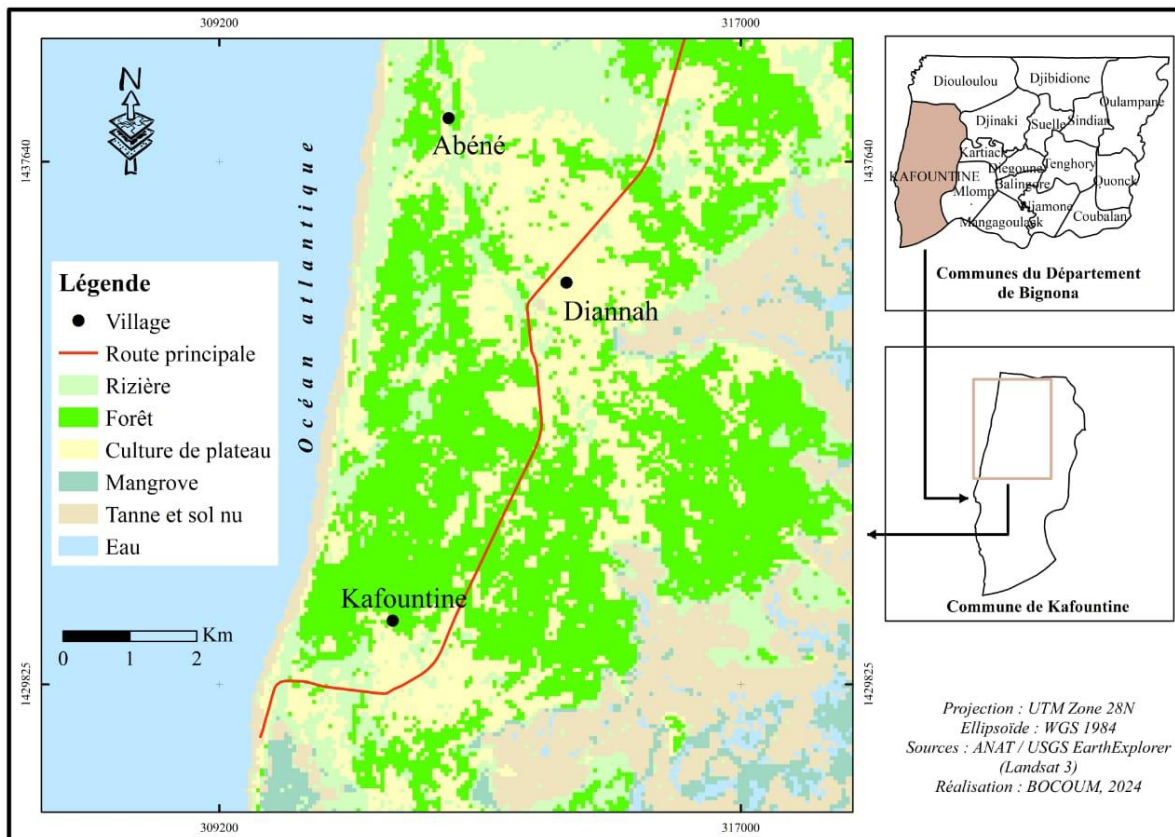 309200
317000
N
1437640
1437640
Abéné
Océan atlantique
Diannah
Légende
Village
Route principale
Rizière
Forêt
Culture de plateau
Mangrove
Tanne et sol nu
Eau
Kafountine
Km
0 1 2
1429825
1429825
309200
317000
Diouloulou
Djibidione
Oulampane
Djinaki
Suelle
Sindian
Kartiack
Diegoune
Tenghory
KAFOUNTINE
Balingore
Ouonck
Mlomp
Niamone
Mangagoulack
Coubalan
Communes du Département
de Bignona
Commune de Kafountine
Projection : UTM Zone 28N
Ellipsoïde : WGS 1984
Sources : ANAT / USGS EarthExplorer
(Landsat 3)
Réalisation : BOCOUM, 2024